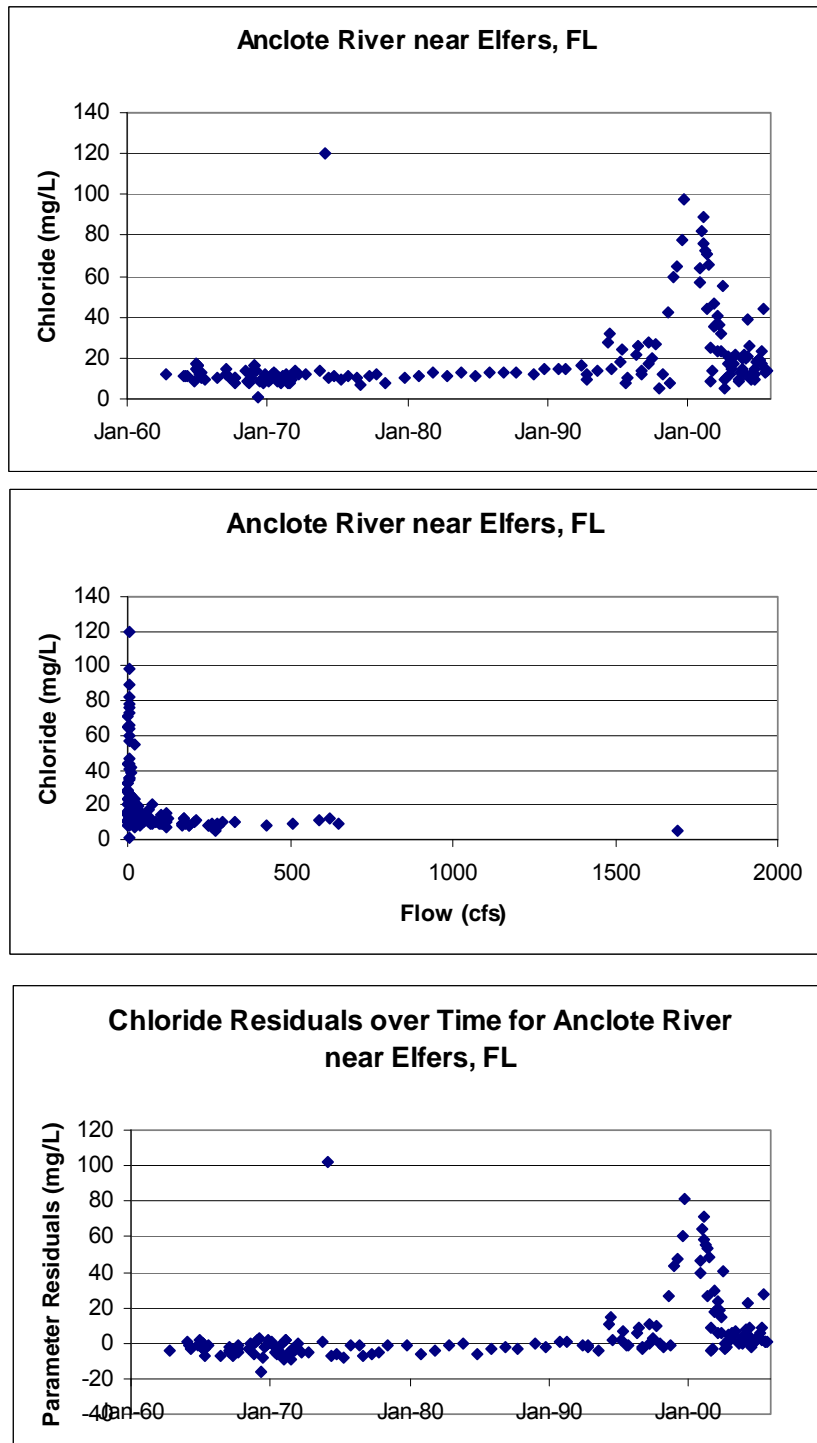 Anclote River near Elfers, FL
Chloride (mg/L)
140
120
100
80
60
40
20
0
Jan-60 Jan-70 Jan-80 Jan-90 Jan-00
Anclote River near Elfers, FL
Chloride (mg/L)
140
120
100
80
60
40
20
0
0 500 1000 1500 2000
Flow (cfs)
Chloride Residuals over Time for Anclote River
near Elfers, FL
Parameter Residuals (mg/L)
120
100
80
60
40
20
0
-20
-40
Jan-60 Jan-70 Jan-80 Jan-90 Jan-00